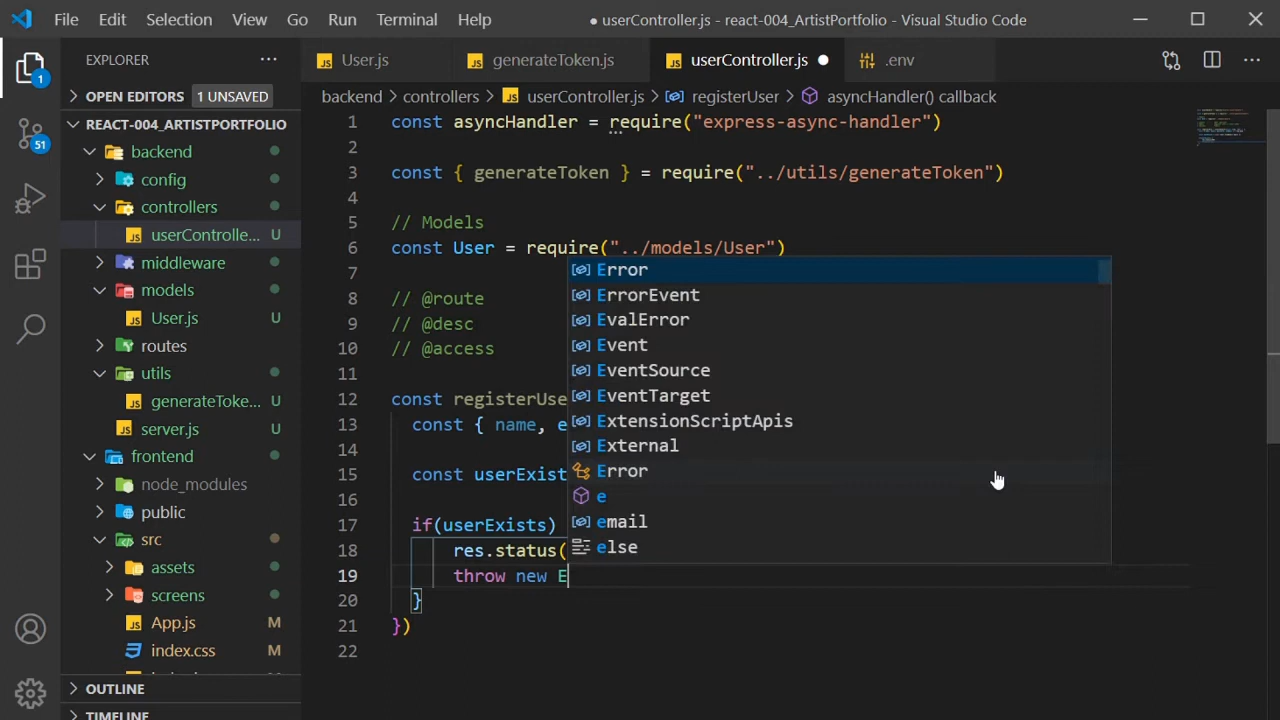 File Edit Selection View Go Run Terminal Help ● userController.js - react-004_ArtistPortfolio - Visual Studio Code
EXPLORER
User.js generateToken.js userController.js .env
OPEN EDITORS 1 UNSAVED
backend > controllers > userController.js > registerUser > asyncHandler() callback
REACT-004_ARTISTPORTFOLIO
backend
config
controllers
userControlle... U
middleware
models
User.js U
routes
utils
generateToke... U
server.js U
frontend
node_modules
public
src
assets
screens
App.js M
index.css M
OUTLINE
TIMELINE
1
51
1 const asyncHandler = require("express-async-handler")
2
3 const { generateToken } = require("../utils/generateToken")
4
5 // Models
6 const User = require("../models/User")
7
8 // @route
9 // @desc
10 // @access
11
12 const registerUse
13 const { name, e
14
15 const userExist
16
17 if(userExists)
18 res.status(
19 throw new E
20 }
21 })
22
Error
ErrorEvent
EvalError
Event
EventSource
EventTarget
ExtensionScriptApis
External
Error
e
email
else